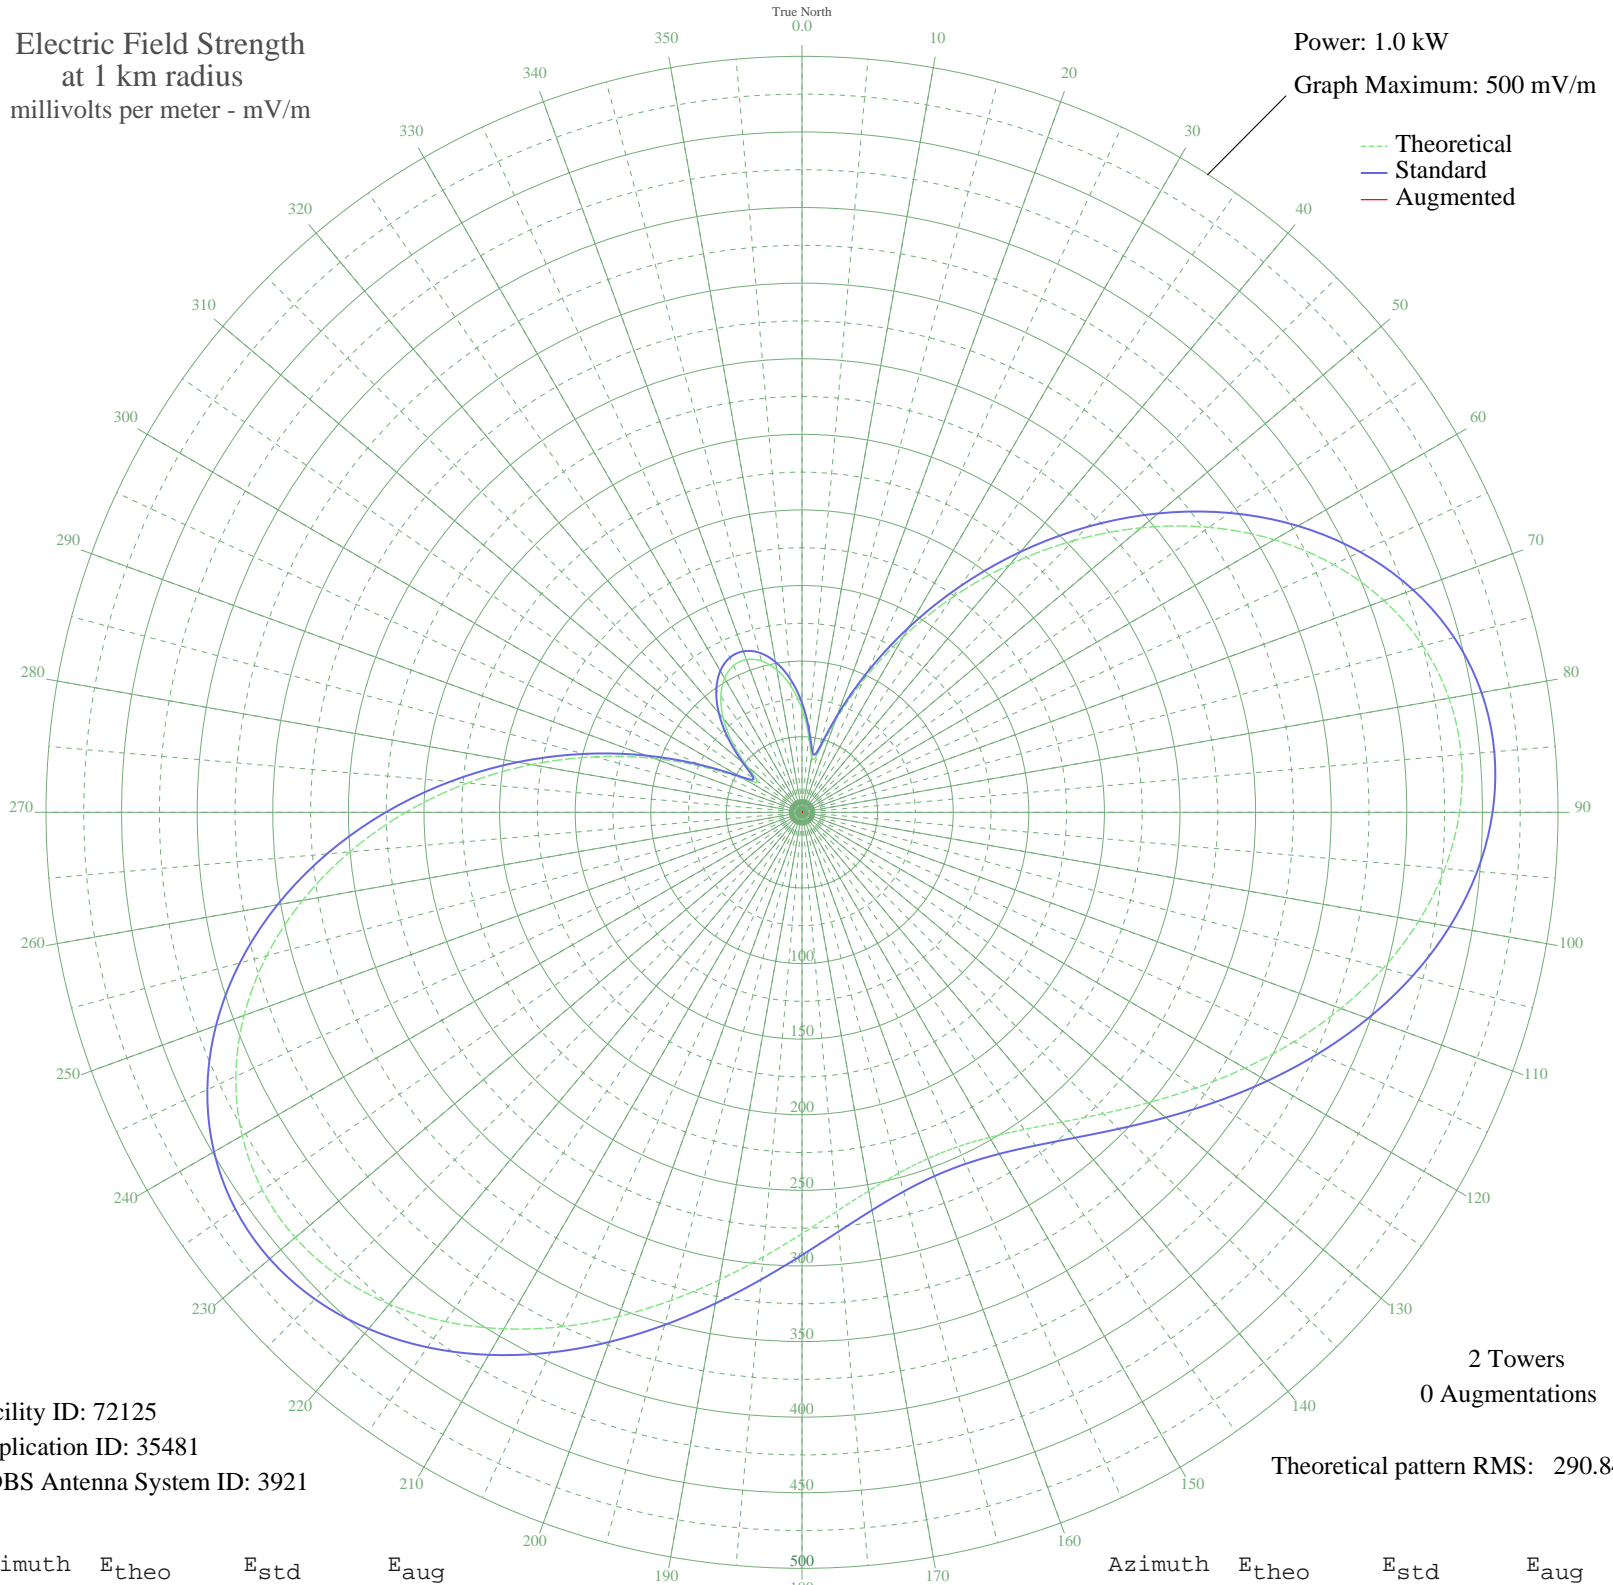 True North
0.0
Electric Field Strength
at 1 km radius
millivolts per meter - mV/m
Power: 1.0 kW
Graph Maximum: 500 mV/m
Theoretical
Standard
Augmented
10
20
30
40
50
60
70
80
90
100
110
120
130
140
150
160
170
190
200
210
220
230
240
250
260
270
280
290
300
310
320
330
340
350
100
150
200
250
300
350
400
450
500
2 Towers
0 Augmentations
Theoretical pattern RMS: 290.84
cility ID: 72125
plication ID: 35481
DBS Antenna System ID: 3921
imuth Etheo Estd Eaug
Azimuth Etheo Estd Eaug